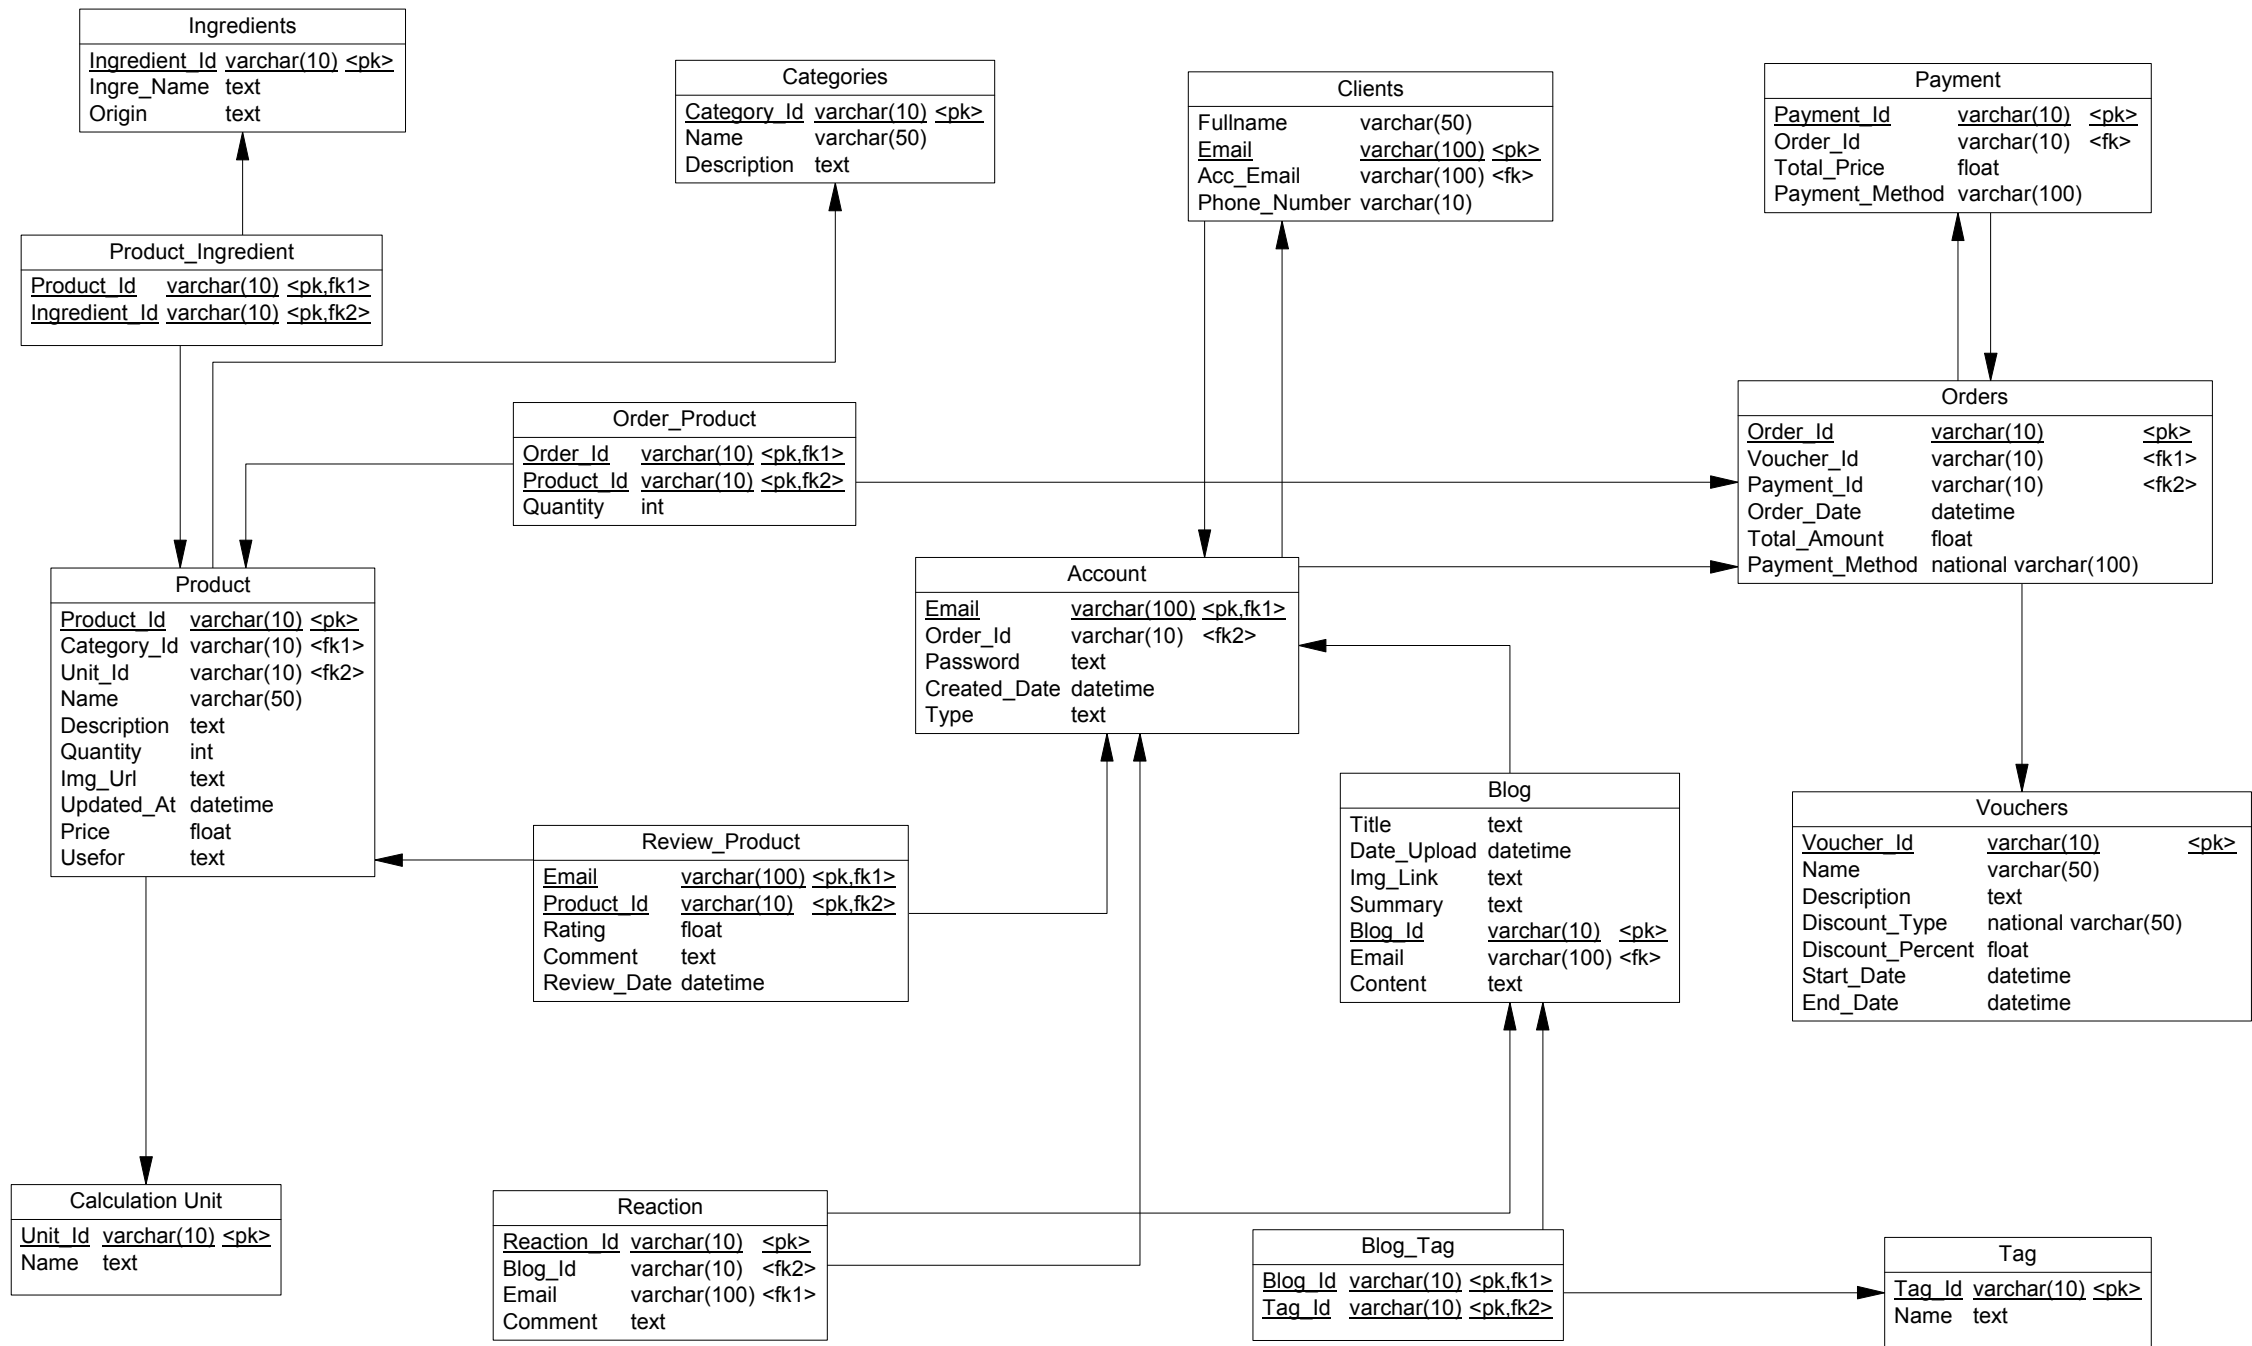 Ingredients
Ingredient_Id varchar(10) <pk>
Ingre_Name text
Origin text
Categories
Category_Id varchar(10) <pk>
Name varchar(50)
Description text
Clients
Fullname varchar(50)
Email varchar(100) <pk>
Acc_Email varchar(100) <fk>
Phone_Number varchar(10)
Payment
Payment_Id varchar(10) <pk>
Order_Id varchar(10) <fk>
Total_Price float
Payment_Method varchar(100)
Product_Ingredient
Product_Id varchar(10) <pk,fk1>
Ingredient_Id varchar(10) <pk,fk2>
Order_Product
Order_Id varchar(10) <pk,fk1>
Product_Id varchar(10) <pk,fk2>
Quantity int
Orders
Order_Id varchar(10) <pk>
Voucher_Id varchar(10) <fk1>
Payment_Id varchar(10) <fk2>
Order_Date datetime
Total_Amount float
Payment_Method national varchar(100)
Product
Product_Id varchar(10) <pk>
Category_Id varchar(10) <fk1>
Unit_Id varchar(10) <fk2>
Name varchar(50)
Description text
Quantity int
Img_Url text
Updated_At datetime
Price float
Usefor text
Account
Email varchar(100) <pk,fk1>
Order_Id varchar(10) <fk2>
Password text
Created_Date datetime
Type text
Blog
Title text
Date_Upload datetime
Img_Link text
Summary text
Blog_Id varchar(10) <pk>
Email varchar(100) <fk>
Content text
Vouchers
Voucher_Id varchar(10) <pk>
Name varchar(50)
Description text
Discount_Type national varchar(50)
Discount_Percent float
Start_Date datetime
End_Date datetime
Review_Product
Email varchar(100) <pk,fk1>
Product_Id varchar(10) <pk,fk2>
Rating float
Comment text
Review_Date datetime
Calculation Unit
Unit_Id varchar(10) <pk>
Name text
Reaction
Reaction_Id varchar(10) <pk>
Blog_Id varchar(10) <fk2>
Email varchar(100) <fk1>
Comment text
Blog_Tag
Blog_Id varchar(10) <pk,fk1>
Tag_Id varchar(10) <pk,fk2>
Tag
Tag_Id varchar(10) <pk>
Name text